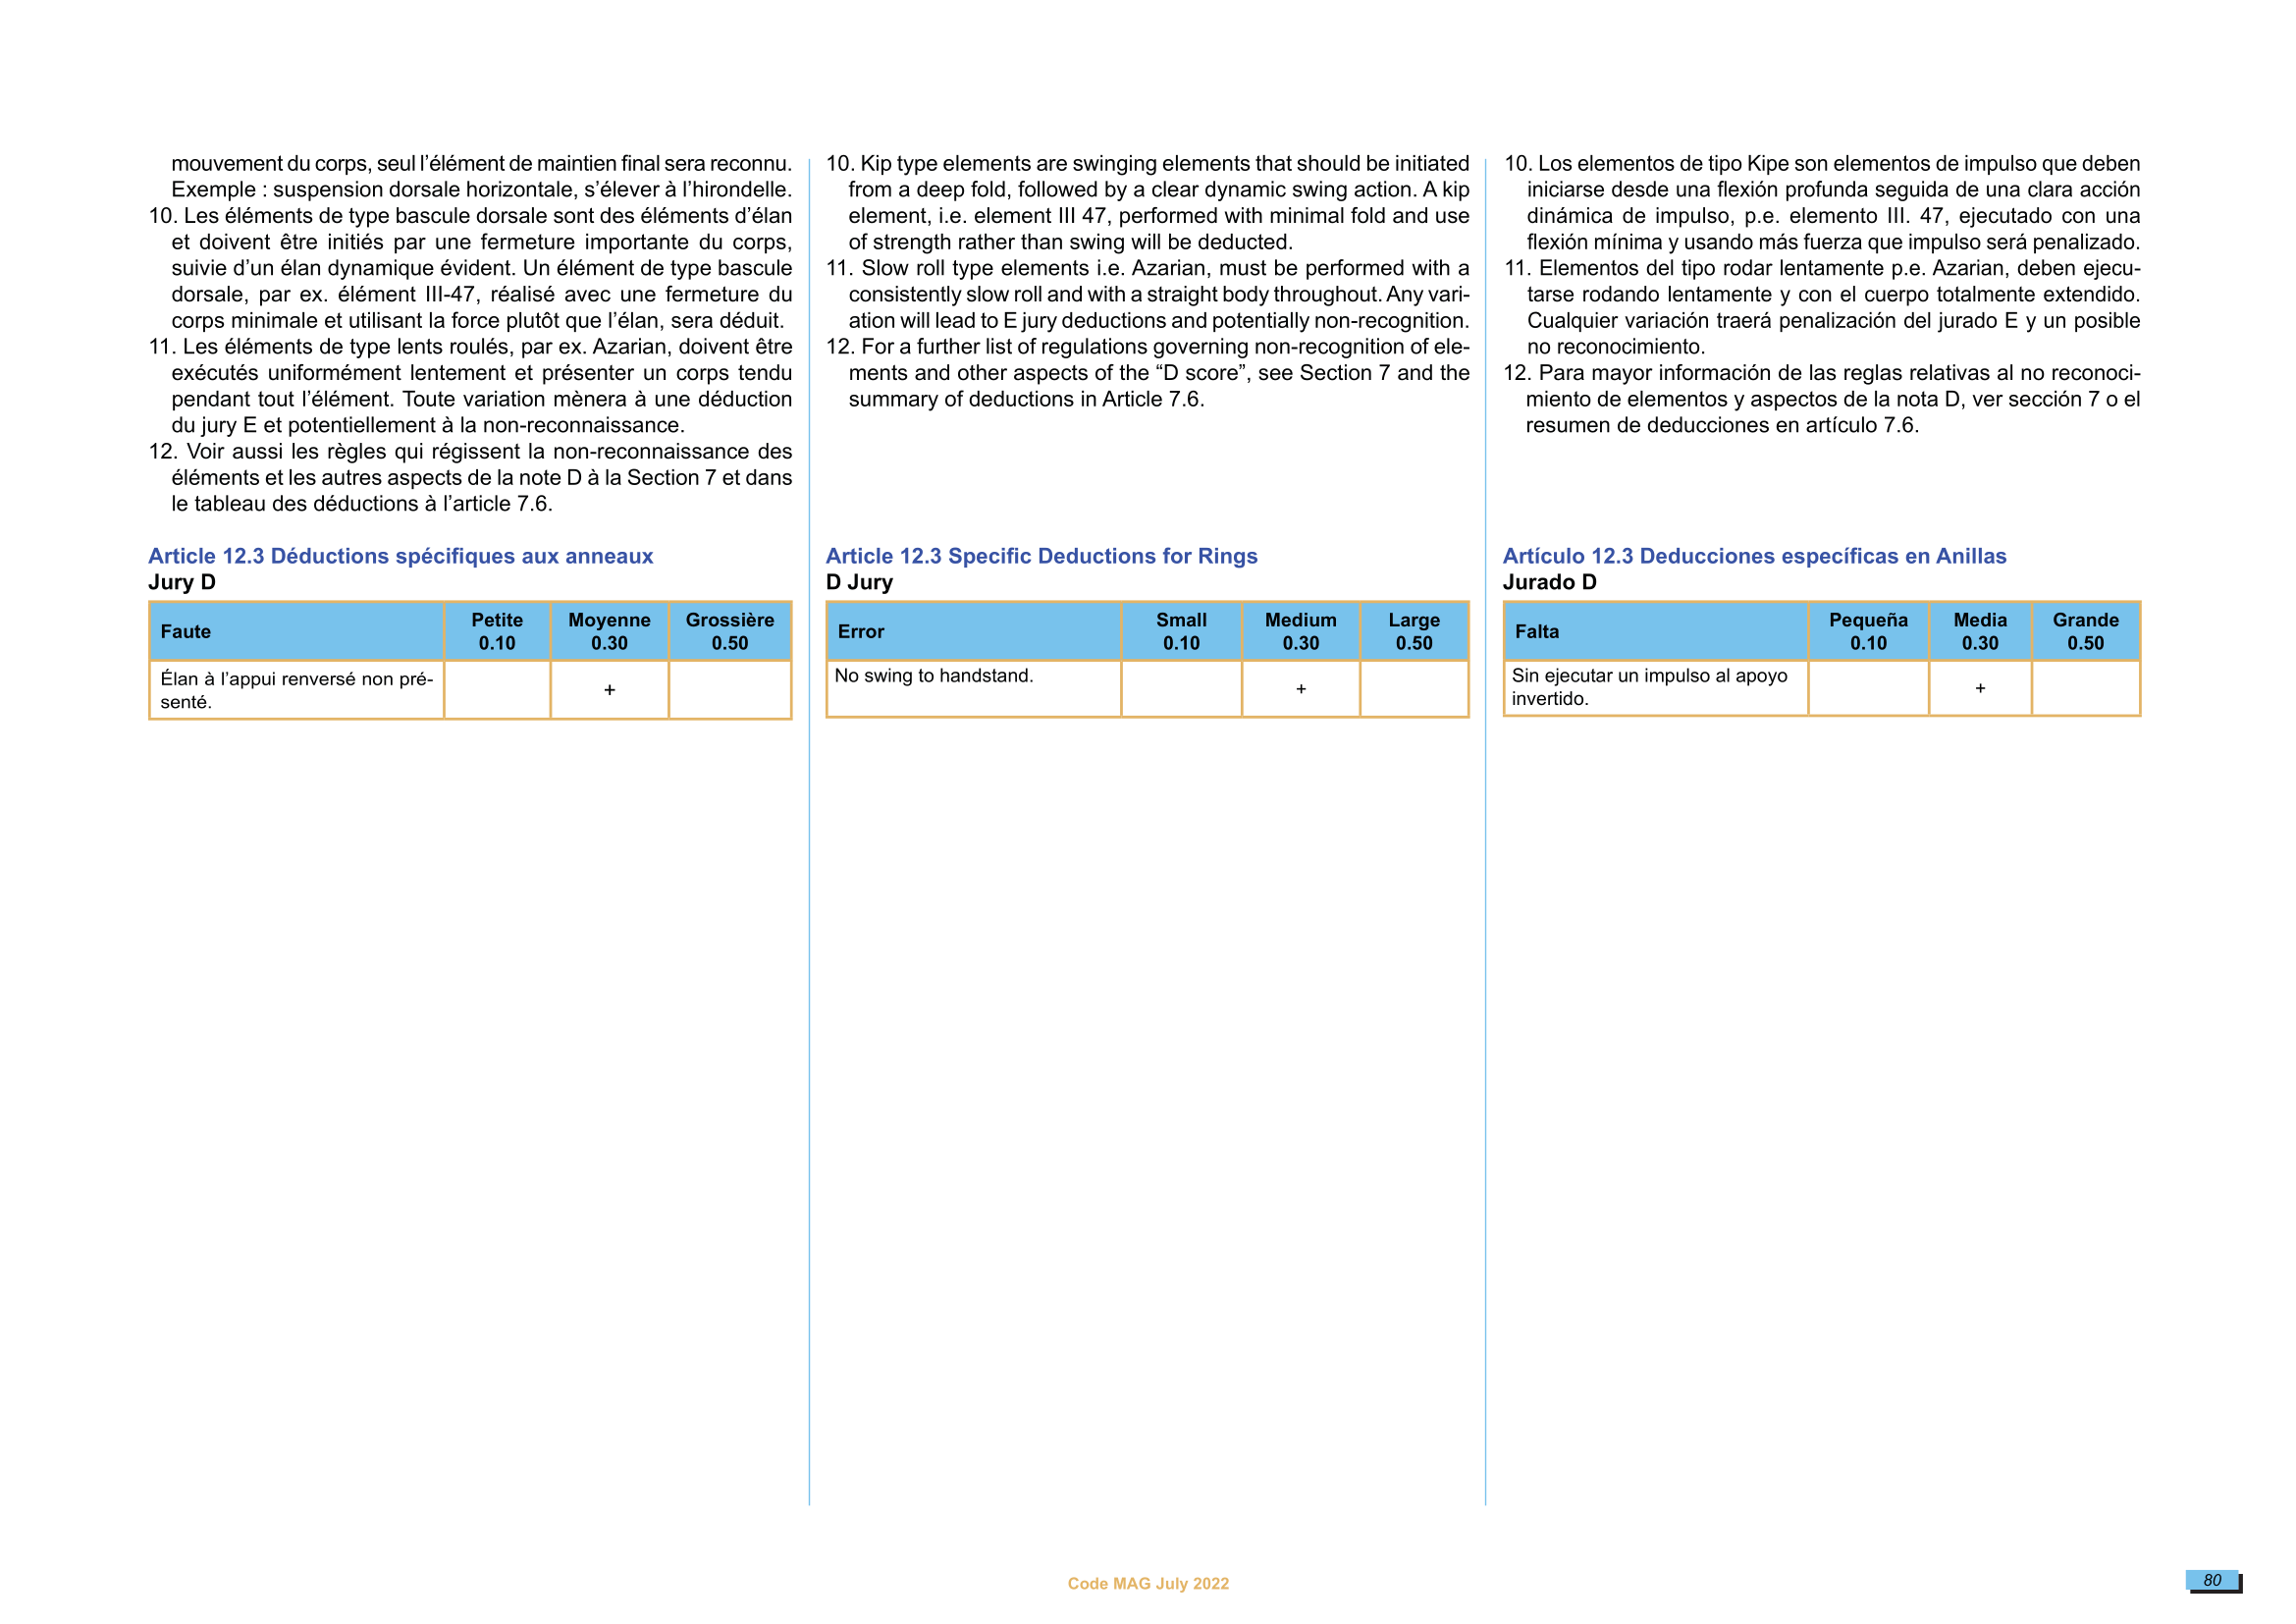 mouvement du corps, seul l’élément de maintien final sera reconnu.
Exemple : suspension dorsale horizontale, s’élever à l’hirondelle.
10. Les éléments de type bascule dorsale sont des éléments d’élan
et doivent être initiés par une fermeture importante du corps,
suivie d’un élan dynamique évident. Un élément de type bascule
dorsale, par ex. élément III-47, réalisé avec une fermeture du
corps minimale et utilisant la force plutôt que l’élan, sera déduit.
11. Les éléments de type lents roulés, par ex. Azarian, doivent être
exécutés uniformément lentement et présenter un corps tendu
pendant tout l’élément. Toute variation mènera à une déduction
du jury E et potentiellement à la non-reconnaissance.
12. Voir aussi les règles qui régissent la non-reconnaissance des
éléments et les autres aspects de la note D à la Section 7 et dans
le tableau des déductions à l’article 7.6.
Article 12.3 Déductions spécifiques aux anneaux
Jury D
Faute
Petite
0.10
Moyenne
0.30
Grossière
0.50
Élan à l’appui renversé non pré-
senté.
+
10. Kip type elements are swinging elements that should be initiated
from a deep fold, followed by a clear dynamic swing action. A kip
element, i.e. element III 47, performed with minimal fold and use
of strength rather than swing will be deducted.
11. Slow roll type elements i.e. Azarian, must be performed with a
consistently slow roll and with a straight body throughout. Any vari-
ation will lead to E jury deductions and potentially non-recognition.
12. For a further list of regulations governing non-recognition of ele-
ments and other aspects of the “D score”, see Section 7 and the
summary of deductions in Article 7.6.
Article 12.3 Specific Deductions for Rings
D Jury
Error
Small
0.10
Medium
0.30
Large
0.50
No swing to handstand.
+
10. Los elementos de tipo Kipe son elementos de impulso que deben
iniciarse desde una flexión profunda seguida de una clara acción
dinámica de impulso, p.e. elemento III. 47, ejecutado con una
flexión mínima y usando más fuerza que impulso será penalizado.
11. Elementos del tipo rodar lentamente p.e. Azarian, deben ejecu-
tarse rodando lentamente y con el cuerpo totalmente extendido.
Cualquier variación traerá penalización del jurado E y un posible
no reconocimiento.
12. Para mayor información de las reglas relativas al no reconoci-
miento de elementos y aspectos de la nota D, ver sección 7 o el
resumen de deducciones en artículo 7.6.
Artículo 12.3 Deducciones específicas en Anillas
Jurado D
Falta
Pequeña
0.10
Media
0.30
Grande
0.50
Sin ejecutar un impulso al apoyo
invertido.
+
Code MAG July 2022
80